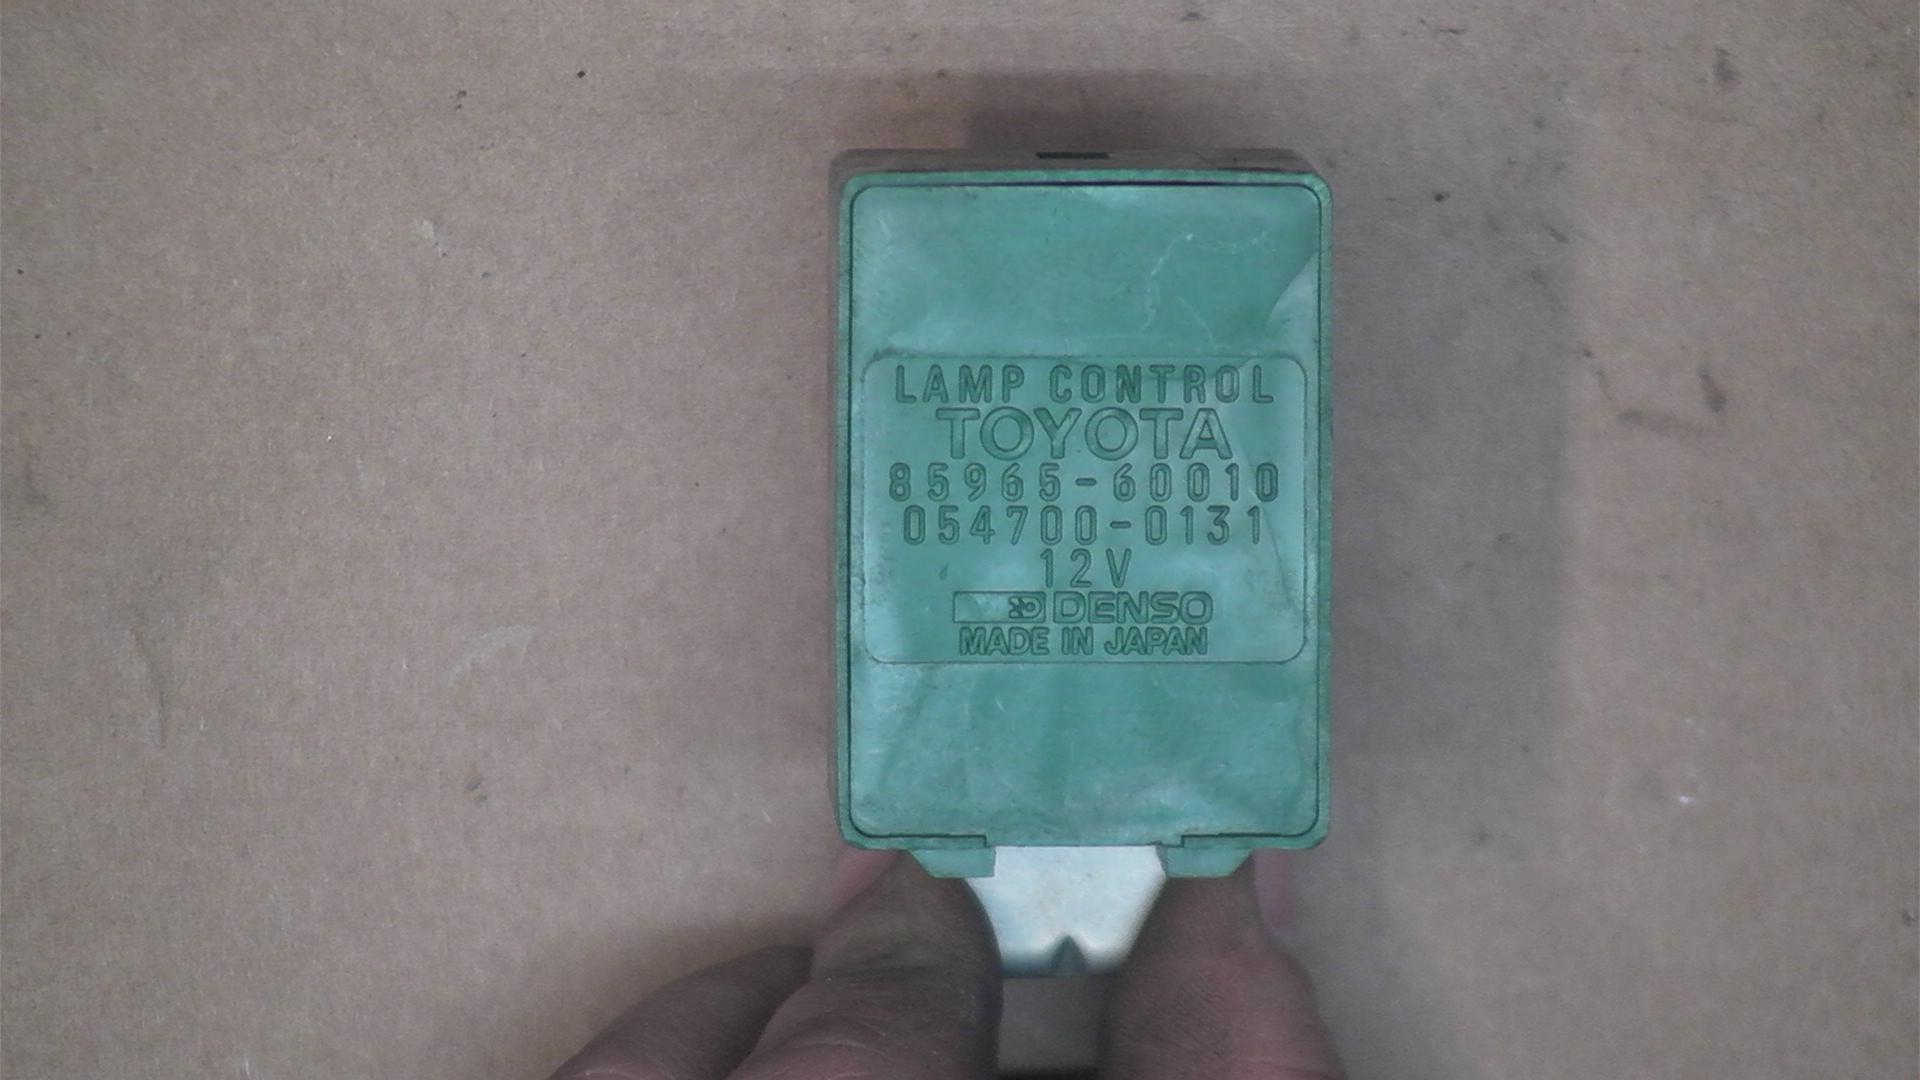 LAMP CONTROL
TOYOTA
85965-60010
054700-0131
12V
DENSO
MADE IN JAPAN